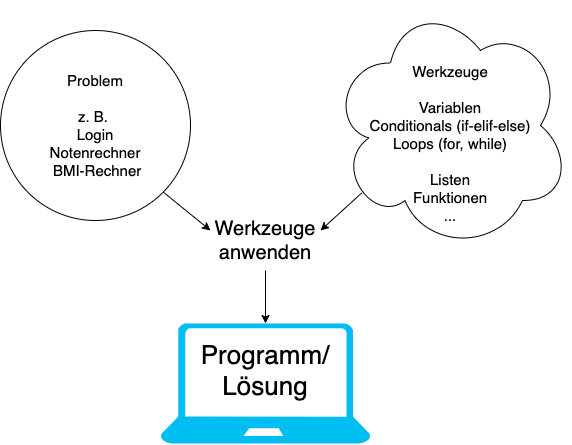 Problem
z. B.
Login
Notenrechner
BMI-Rechner
Werkzeuge
Variablen
Conditionals (if-elif-else)
Loops (for, while)
Listen
Funktionen
...
Werkzeuge
anwenden
Programm/
Lösung